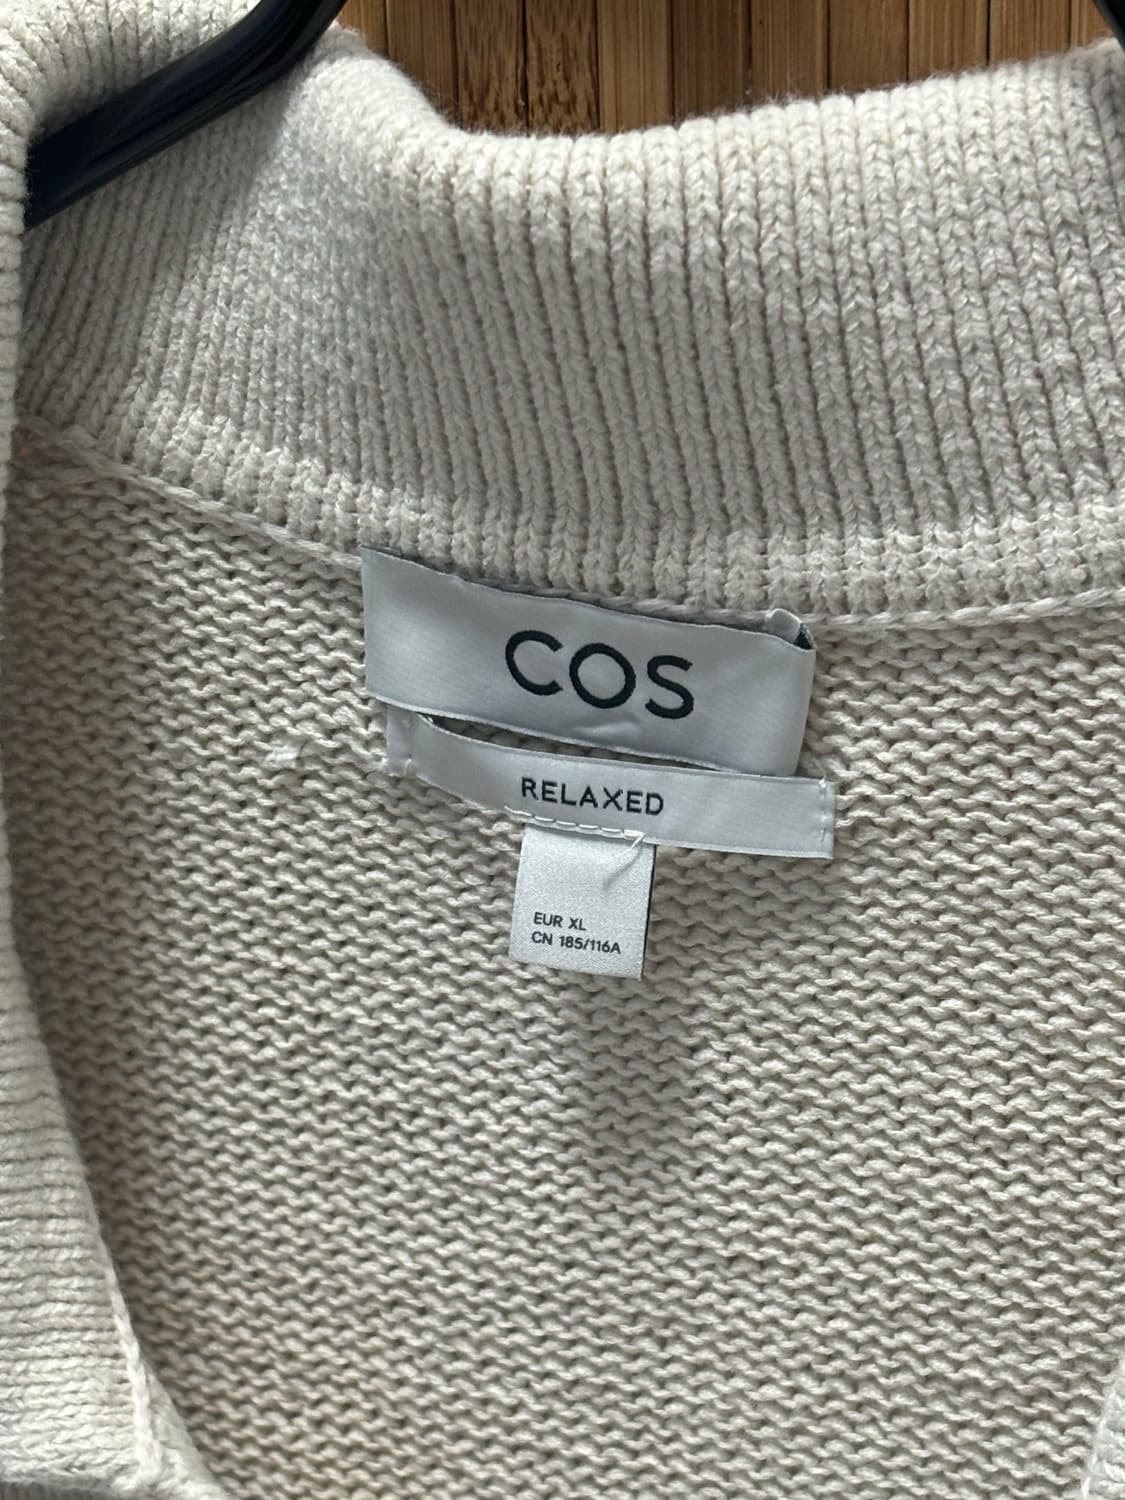 COS
RELAXED
EUR XL
CN 185/116A